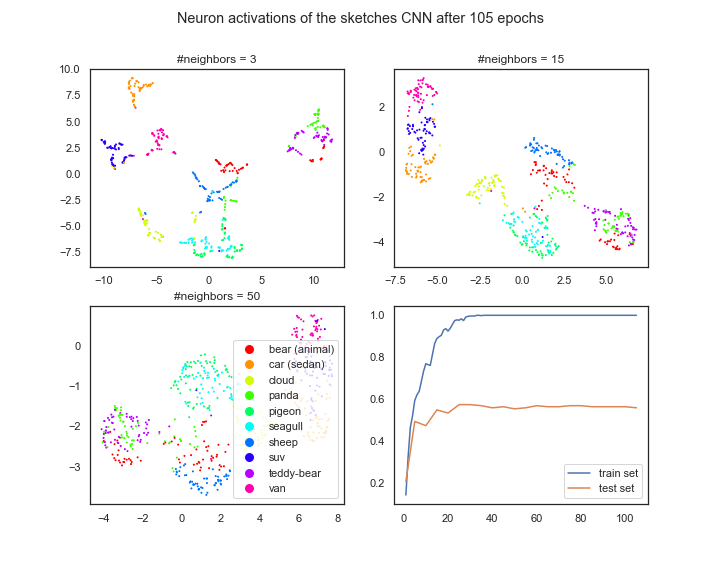 Neuron activations of the sketches CNN after 105 epochs
#neighbors = 3
10.0
7.5
5.0
2.5
0.0
−2.5
−5.0
−7.5
−10 −5 0 5 10
#neighbors = 15
2
0
−2
−4
−7.5 −5.0 −2.5 0.0 2.5 5.0
#neighbors = 50
0
−1
−2
−3
−4 −2 0 2 4 6 8
bear (animal)
car (sedan)
cloud
panda
pigeon
seagull
sheep
suv
teddy-bear
van
1.0
0.8
0.6
0.4
0.2
0 20 40 60 80 100
train set
test set